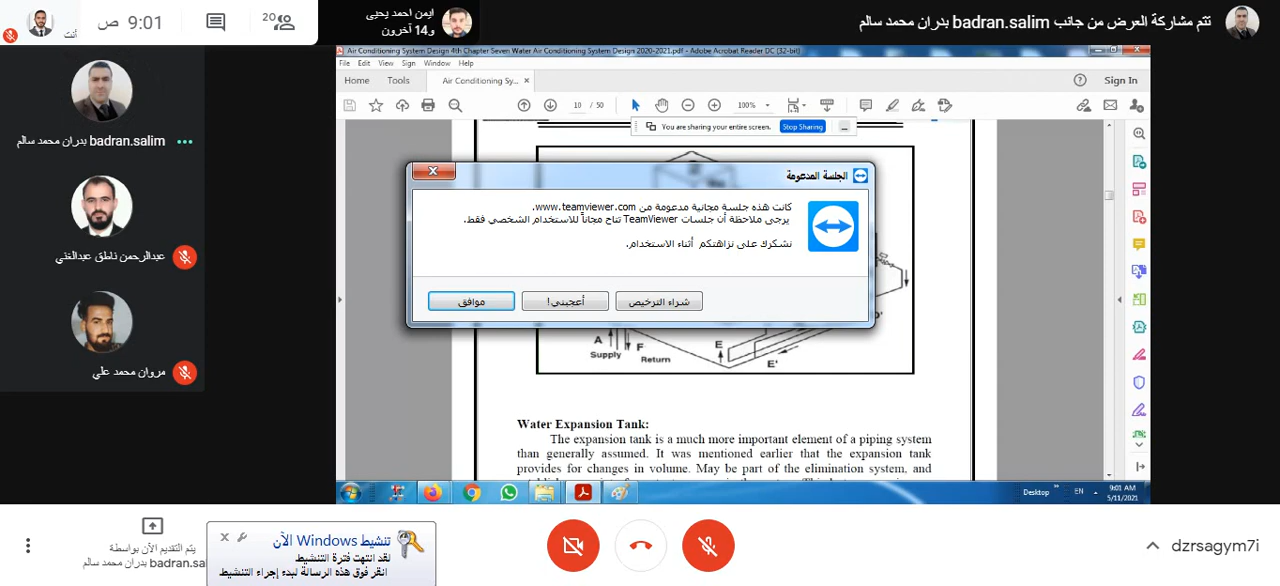 9:01 ص
20
أنت
ايمن احمد يحيى
و14 آخرون
تتم مشاركة العرض من جانب badran.salim بدران محمد سالم
badran.salim بدران محمد سالم
عبدالرحمن ناطق عبدالغني
مروان محمد علي
Air Conditioning System Design 4th Chapter Seven Water Air Conditioning System Design 2020-2021.pdf - Adobe Acrobat Reader DC (32-bit)
File Edit View Sign Window Help
Home Tools Air Conditioning Sy... ×
Sign In
10 / 50
100%
You are sharing your entire screen. Stop Sharing
الجلسة المدعومة
كانت هذه جلسة مجانية مدعومة من www.teamviewer.com.
يرجى ملاحظة أن جلسات TeamViewer تتاح مجاناً للاستخدام الشخصي فقط.
نشكرك على نزاهتكم أثناء الاستخدام.
موافق
أعجبني!
شراء الترخيص
A
F
E
Supply
Return
E'
Water Expansion Tank:
The expansion tank is a much more important element of a piping system
than generally assumed. It was mentioned earlier that the expansion tank
provides for changes in volume. May be part of the elimination system, and
Desktop
EN
9:01 AM
5/11/2021
يتم التقديم الآن بواسطة
badran.sa بدران محمد سالم
تنشيط Windows الآن
لقد انتهت فترة التنشيط
انقر فوق هذه الرسالة لبدء إجراء التنشيط
dzrsagym7i